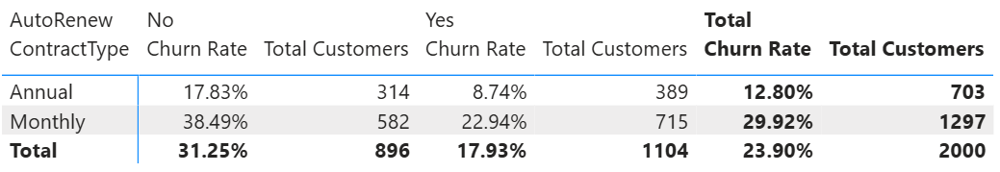 AutoRenew No Yes Total
ContractType Churn Rate Total Customers Churn Rate Total Customers Churn Rate Total Customers
Annual 17.83% 314 8.74% 389 12.80% 703
Monthly 38.49% 582 22.94% 715 29.92% 1297
Total 31.25% 896 17.93% 1104 23.90% 2000